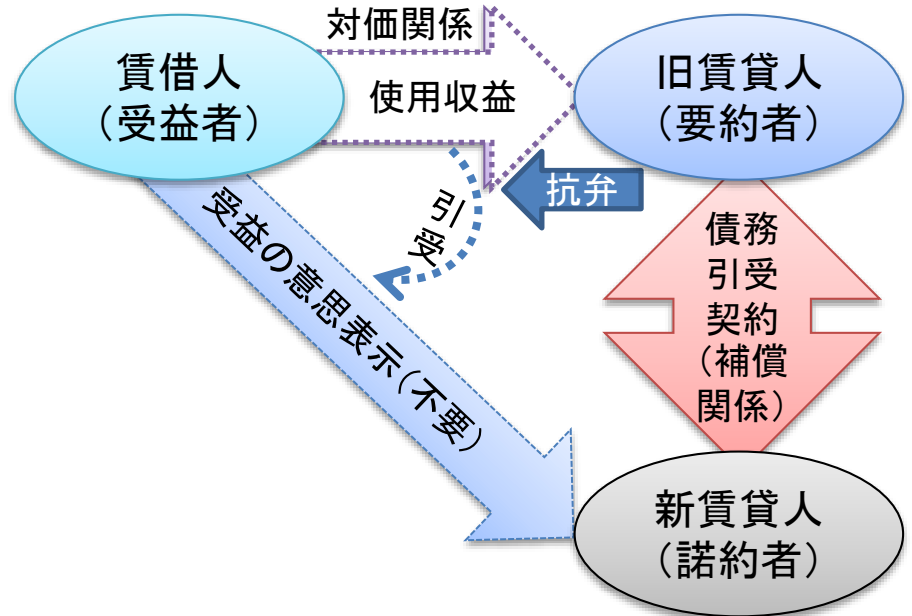 対価関係
賃借人
（受益者）
使用収益
旧賃貸人
（要約者）
抗弁
引受
受益の意思表示（不要）
債務
引受
契約
（補償
関係）
新賃貸人
（諾約者）